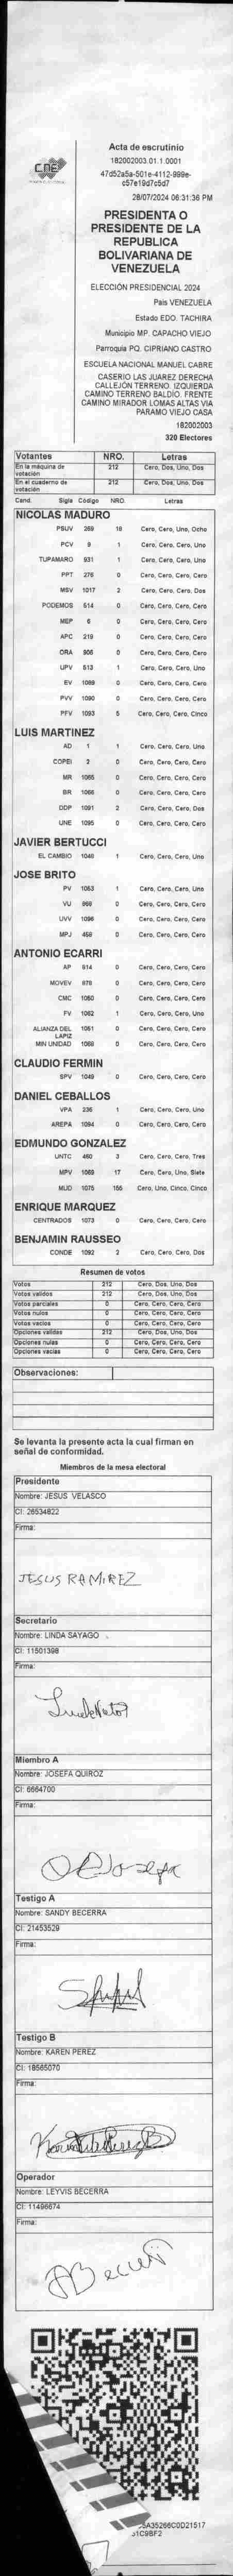 CNE
Acta de escrutinio
182002003.01.1.0001
47d52a5a-501e-4112-999e-
c57e19d7c5d7
28/07/2024 06:31:36 PM
PRESIDENTA O
PRESIDENTE DE LA
REPUBLICA
BOLIVARIANA DE
VENEZUELA
ELECCIÓN PRESIDENCIAL 2024
Pais VENEZUELA
Estado EDO. TACHIRA
Municipio MP. CAPACHO VIEJO
Parroquia PQ. CIPRIANO CASTRO
ESCUELA NACIONAL MANUEL CABRE
CASERIO LAS JUAREZ DERECHA
CALLEJÓN TERRENO. IZQUIERDA
CAMINO TERRENO BALDÍO. FRENTE
CAMINO MIRADOR LOMAS ALTAS VIA
PARAMO VIEJO CASA
182002003
320 Electores
Votantes NRO. Letras
En la máquina de votación 212 Cero, Dos, Uno, Dos
En el cuaderno de votación 212 Cero, Dos, Uno, Dos
Cand. Sigla Código NRO. Letras
NICOLAS MADURO
PSUV 269 18 Cero, Cero, Uno, Ocho
PCV 9 1 Cero, Cero, Cero, Uno
TUPAMARO 931 1 Cero, Cero, Cero, Uno
PPT 276 0 Cero, Cero, Cero, Cero
MSV 1017 2 Cero, Cero, Cero, Dos
PODEMOS 514 0 Cero, Cero, Cero, Cero
MEP 6 0 Cero, Cero, Cero, Cero
APC 219 0 Cero, Cero, Cero, Cero
ORA 906 0 Cero, Cero, Cero, Cero
UPV 513 1 Cero, Cero, Cero, Uno
EV 1089 0 Cero, Cero, Cero, Cero
PVV 1090 0 Cero, Cero, Cero, Cero
PFV 1093 5 Cero, Cero, Cero, Cinco
LUIS MARTINEZ
AD 1 1 Cero, Cero, Cero, Uno
COPEI 2 0 Cero, Cero, Cero, Cero
MR 1065 0 Cero, Cero, Cero, Cero
BR 1066 0 Cero, Cero, Cero, Cero
DDP 1091 2 Cero, Cero, Cero, Dos
UNE 1095 0 Cero, Cero, Cero, Cero
JAVIER BERTUCCI
EL CAMBIO 1048 1 Cero, Cero, Cero, Uno
JOSE BRITO
PV 1053 1 Cero, Cero, Cero, Uno
VU 868 0 Cero, Cero, Cero, Cero
UVV 1096 0 Cero, Cero, Cero, Cero
MPJ 458 0 Cero, Cero, Cero, Cero
ANTONIO ECARRI
AP 614 0 Cero, Cero, Cero, Cero
MOVEV 870 0 Cero, Cero, Cero, Cero
CMC 1050 0 Cero, Cero, Cero, Cero
FV 1052 1 Cero, Cero, Cero, Uno
ALIANZA DEL LAPIZ 1051 0 Cero, Cero, Cero, Cero
MIN UNIDAD 1068 0 Cero, Cero, Cero, Cero
CLAUDIO FERMIN
SPV 1049 0 Cero, Cero, Cero, Cero
DANIEL CEBALLOS
VPA 236 1 Cero, Cero, Cero, Uno
AREPA 1094 0 Cero, Cero, Cero, Cero
EDMUNDO GONZALEZ
UNTC 460 3 Cero, Cero, Cero, Tres
MPV 1069 17 Cero, Cero, Uno, Siete
MUD 1075 155 Cero, Uno, Cinco, Cinco
ENRIQUE MARQUEZ
CENTRADOS 1073 0 Cero, Cero, Cero, Cero
BENJAMIN RAUSSEO
CONDE 1092 2 Cero, Cero, Cero, Dos
Resumen de votos
Votos 212 Cero, Dos, Uno, Dos
Votos validos 212 Cero, Dos, Uno, Dos
Votos parciales 0 Cero, Cero, Cero, Cero
Votos nulos 0 Cero, Cero, Cero, Cero
Votos vacios 0 Cero, Cero, Cero, Cero
Opciones validas 212 Cero, Dos, Uno, Dos
Opciones nulas 0 Cero, Cero, Cero, Cero
Opciones vacias 0 Cero, Cero, Cero, Cero
Observaciones:
Se levanta la presente acta la cual firman en
señal de conformidad.
Miembros de la mesa electoral
Presidente
Nombre: JESUS VELASCO
CI: 26534822
Firma:
JESUS RAMIREZ
Secretario
Nombre: LINDA SAYAGO
CI: 11501398
Firma:
Miembro A
Nombre: JOSEFA QUIROZ
CI: 6664700
Firma:
Testigo A
Nombre: SANDY BECERRA
CI: 21453529
Firma:
Testigo B
Nombre: KAREN PEREZ
CI: 18565070
Firma:
Operador
Nombre: LEYVIS BECERRA
CI: 11496674
Firma:
5A35266C0D21517
51C9BF2